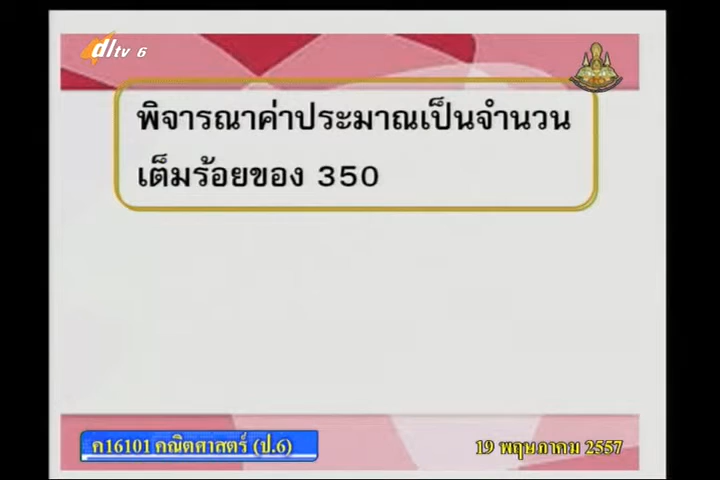 dltv 6
พิจารณาค่าประมาณเป็นจำนวน
เต็มร้อยของ 350
ค16101 คณิตศาสตร์ (ป.6)
19 พฤษภาคม 2557